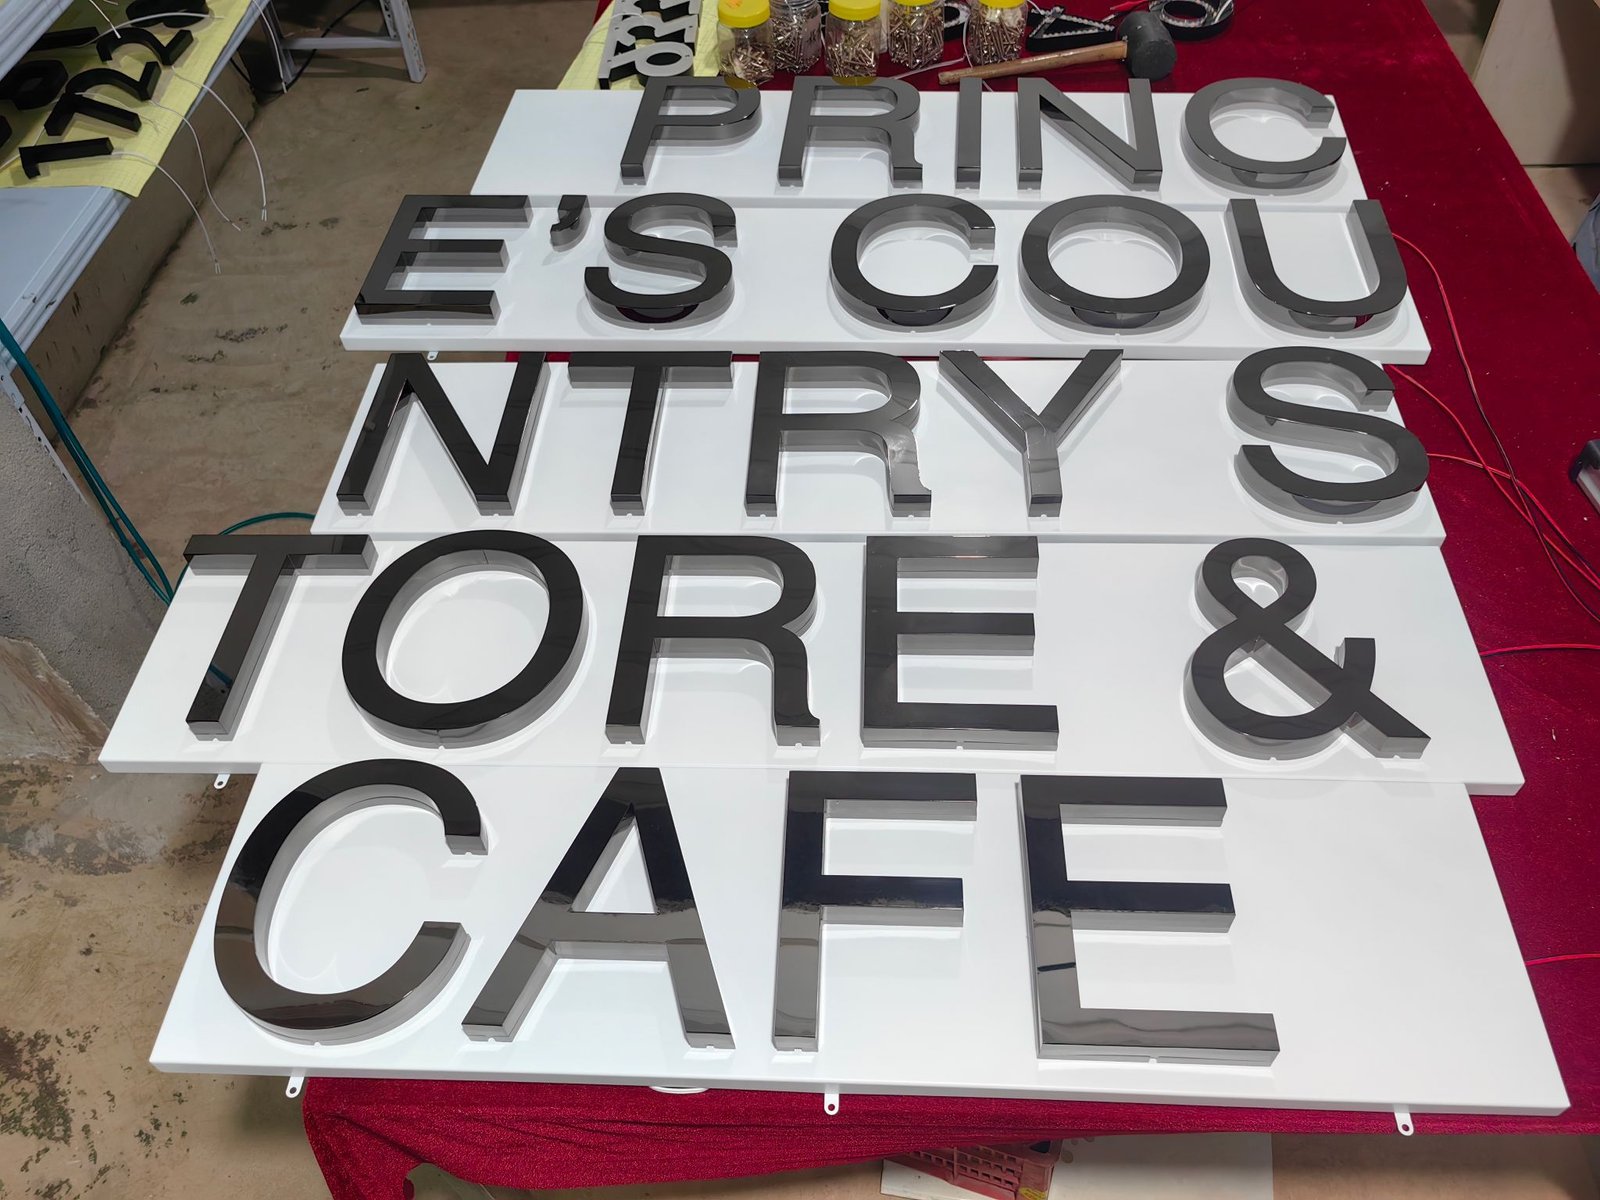 PRINC
E'S COU
NTRY S
TORE &
CAFE